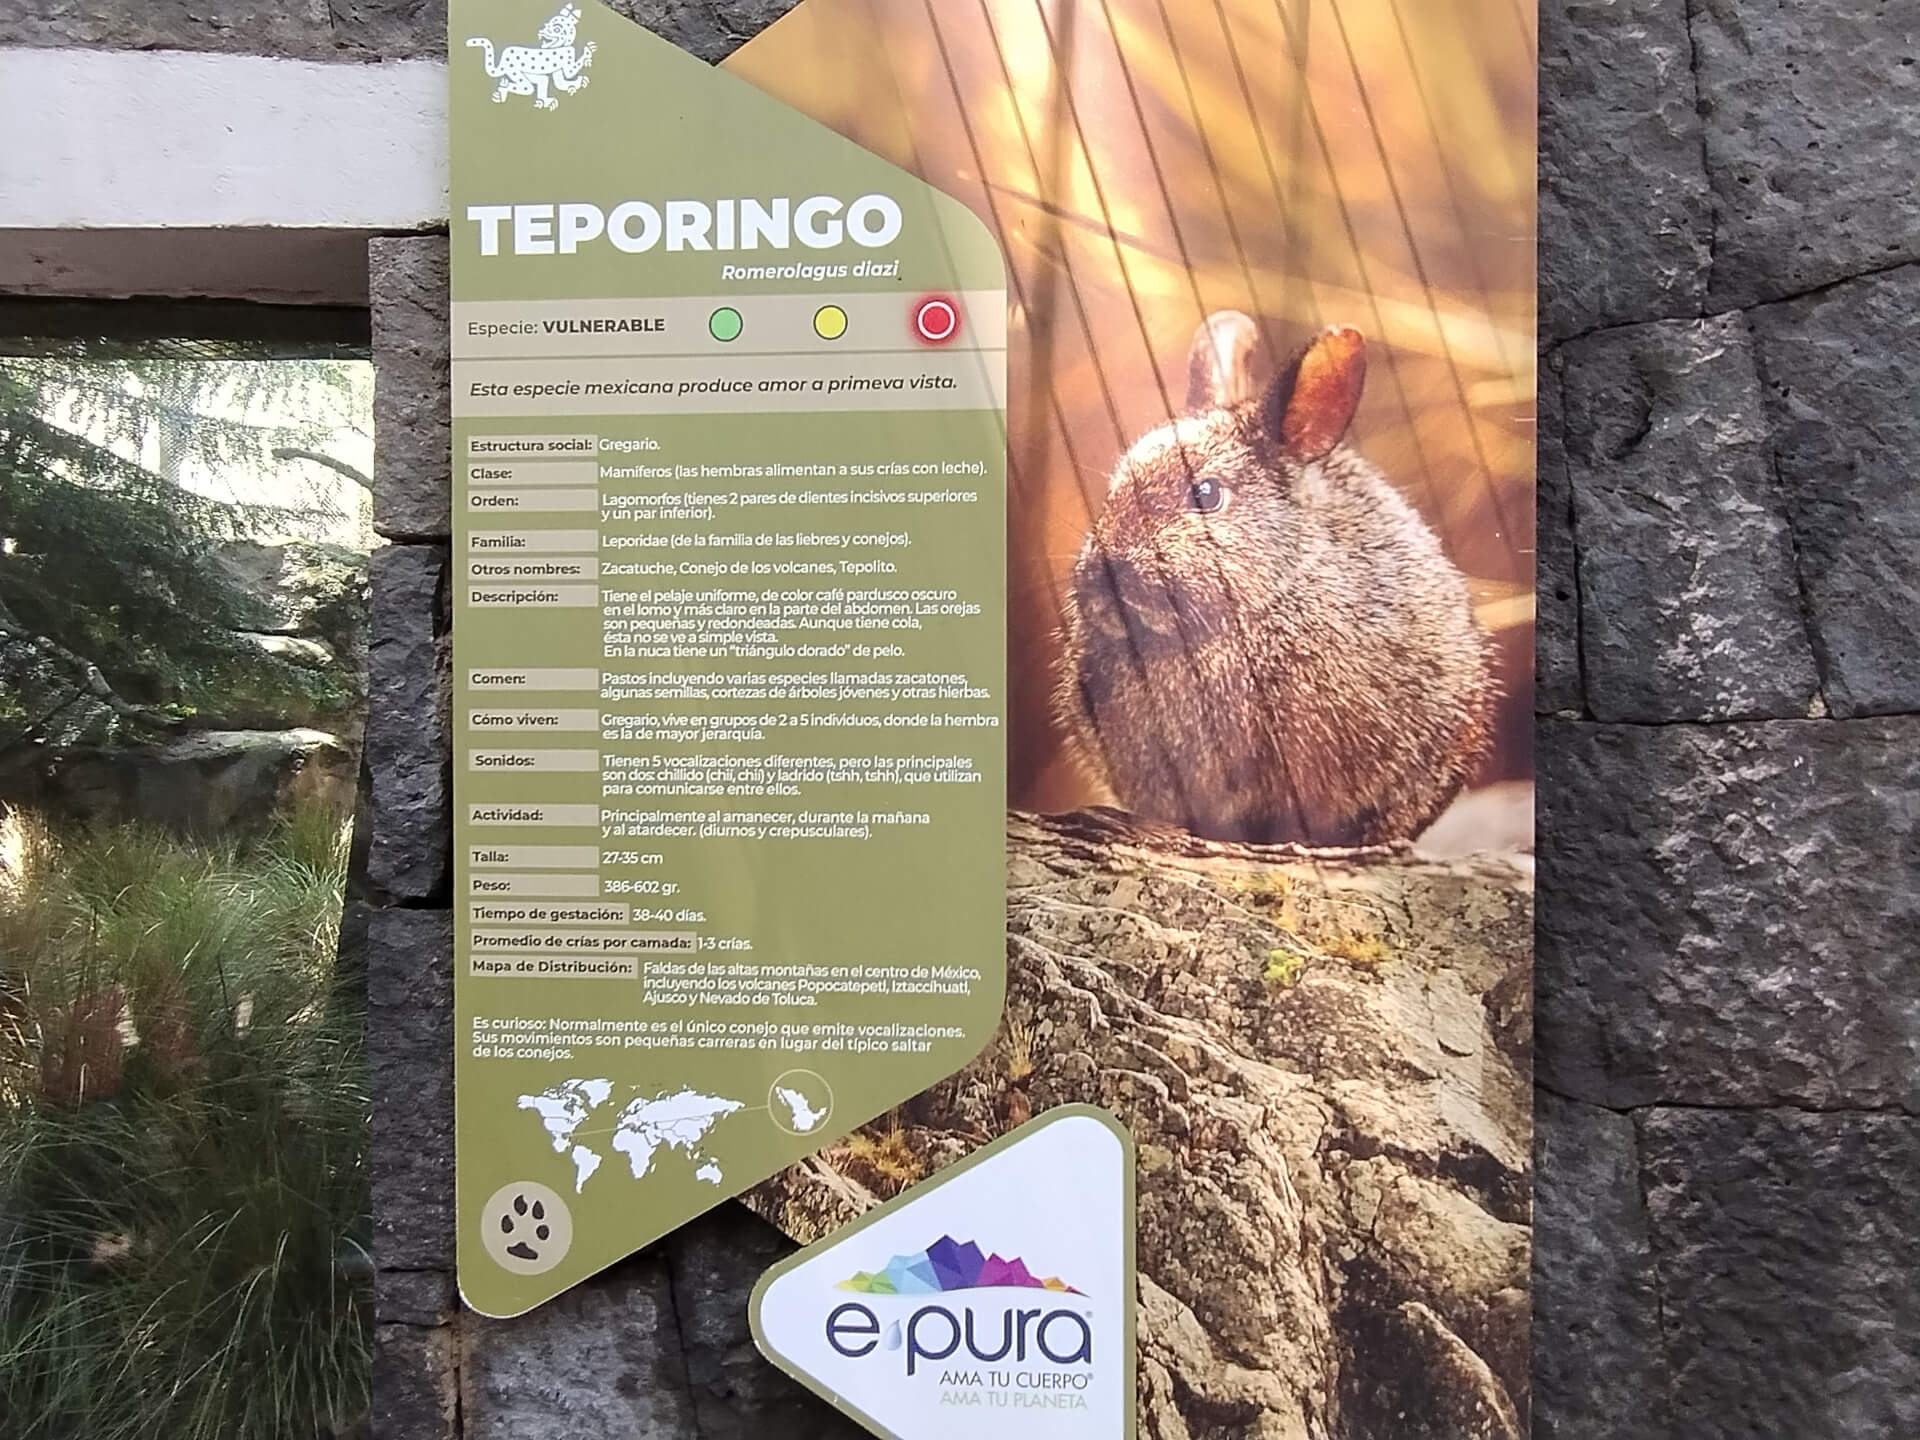 TEPORINGO
Romerolagus diazi
Especie: VULNERABLE
Esta especie mexicana produce amor a primeva vista.
Estructura social: Gregario.
Clase: Mamíferos (las hembras alimentan a sus crías con leche).
Orden: Lagomorfos (tienes 2 pares de dientes incisivos superiores
y un par inferior).
Familia: Leporidae (de la familia de las liebres y conejos).
Otros nombres: Zacatuche, Conejo de los volcanes, Tepolito.
Descripción: Tiene el pelaje uniforme, de color café pardusco oscuro
en el lomo y más claro en la parte del abdomen. Las orejas
son pequeñas y redondeadas. Aunque tiene cola,
ésta no se ve a simple vista.
En la nuca tiene un "triángulo dorado" de pelo.
Comen: Pastos incluyendo varias especies llamadas zacatones,
algunas semillas, cortezas de árboles jóvenes y otras hierbas.
Cómo viven: Gregario, vive en grupos de 2 a 5 individuos, donde la hembra
es la de mayor jerarquía.
Sonidos: Tienen 5 vocalizaciones diferentes, pero las principales
son dos: chillido (chii, chii) y ladrido (tshh, tshh), que utilizan
para comunicarse entre ellos.
Actividad: Principalmente al amanecer, durante la mañana
y al atardecer. (diurnos y crepusculares).
Talla: 27-35 cm
Peso: 386-602 gr.
Tiempo de gestación: 38-40 días.
Promedio de crías por camada: 1-3 crías.
Mapa de Distribución: Faldas de las altas montañas en el centro de México,
incluyendo los volcanes Popocatepetl, Iztaccíhuatl,
Ajusco y Nevado de Toluca.
Es curioso: Normalmente es el único conejo que emite vocalizaciones.
Sus movimientos son pequeñas carreras en lugar del típico saltar
de los conejos.
e pura®
AMA TU CUERPO®
AMA TU PLANETA